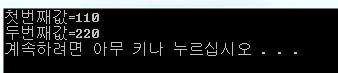 첫번째값=110
두번째값=220
계속하려면 아무 키나 누르십시오 . . .